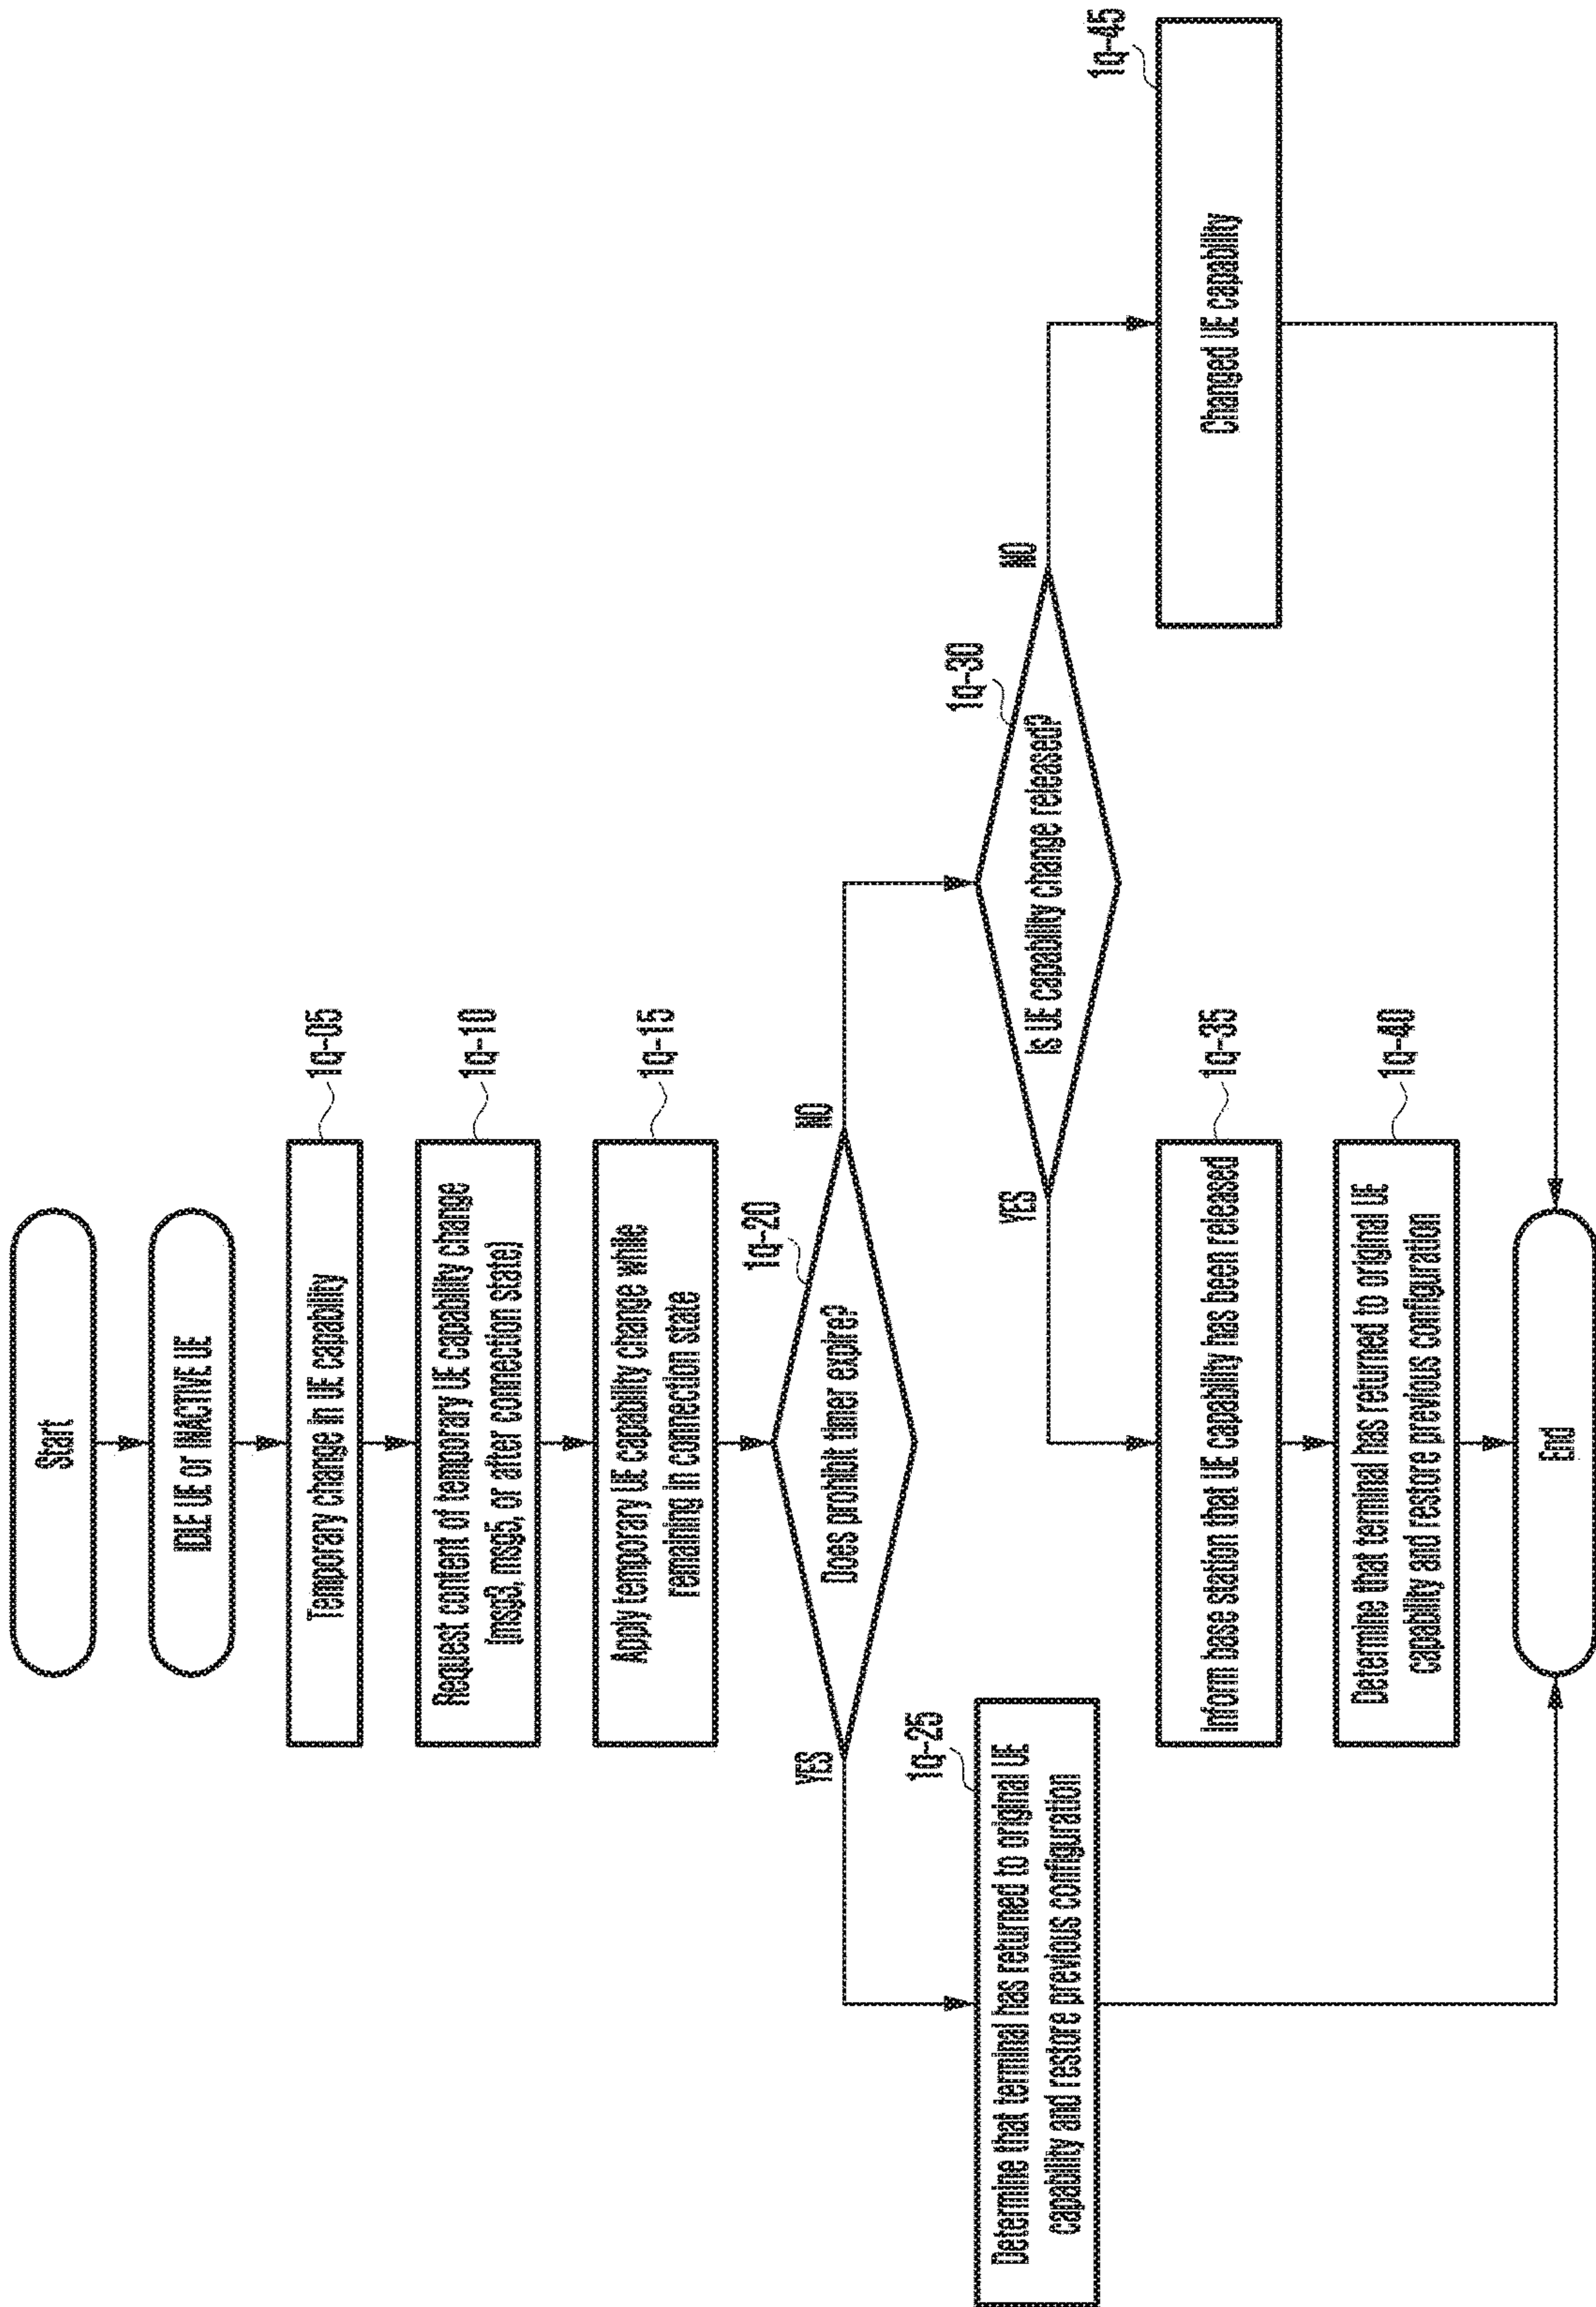 Start
IDLE UE or INACTIVE UE
Temporary change in UE capability
1q-05
Request content of temporary UE capability change
(msg3, msg5, or after connection state)
1q-10
Apply temporary UE capability change while
remaining in connection state
1q-15
Does prohibit timer expire?
1q-20
YES
NO
Determine that terminal has returned to original UE
capability and restore previous configuration
1q-25
Is UE capability change released?
1q-30
YES
NO
Inform base station that UE capability has been released
1q-35
Determine that terminal has returned to original UE
capability and restore previous configuration
1q-40
Changed UE capability
1q-45
End